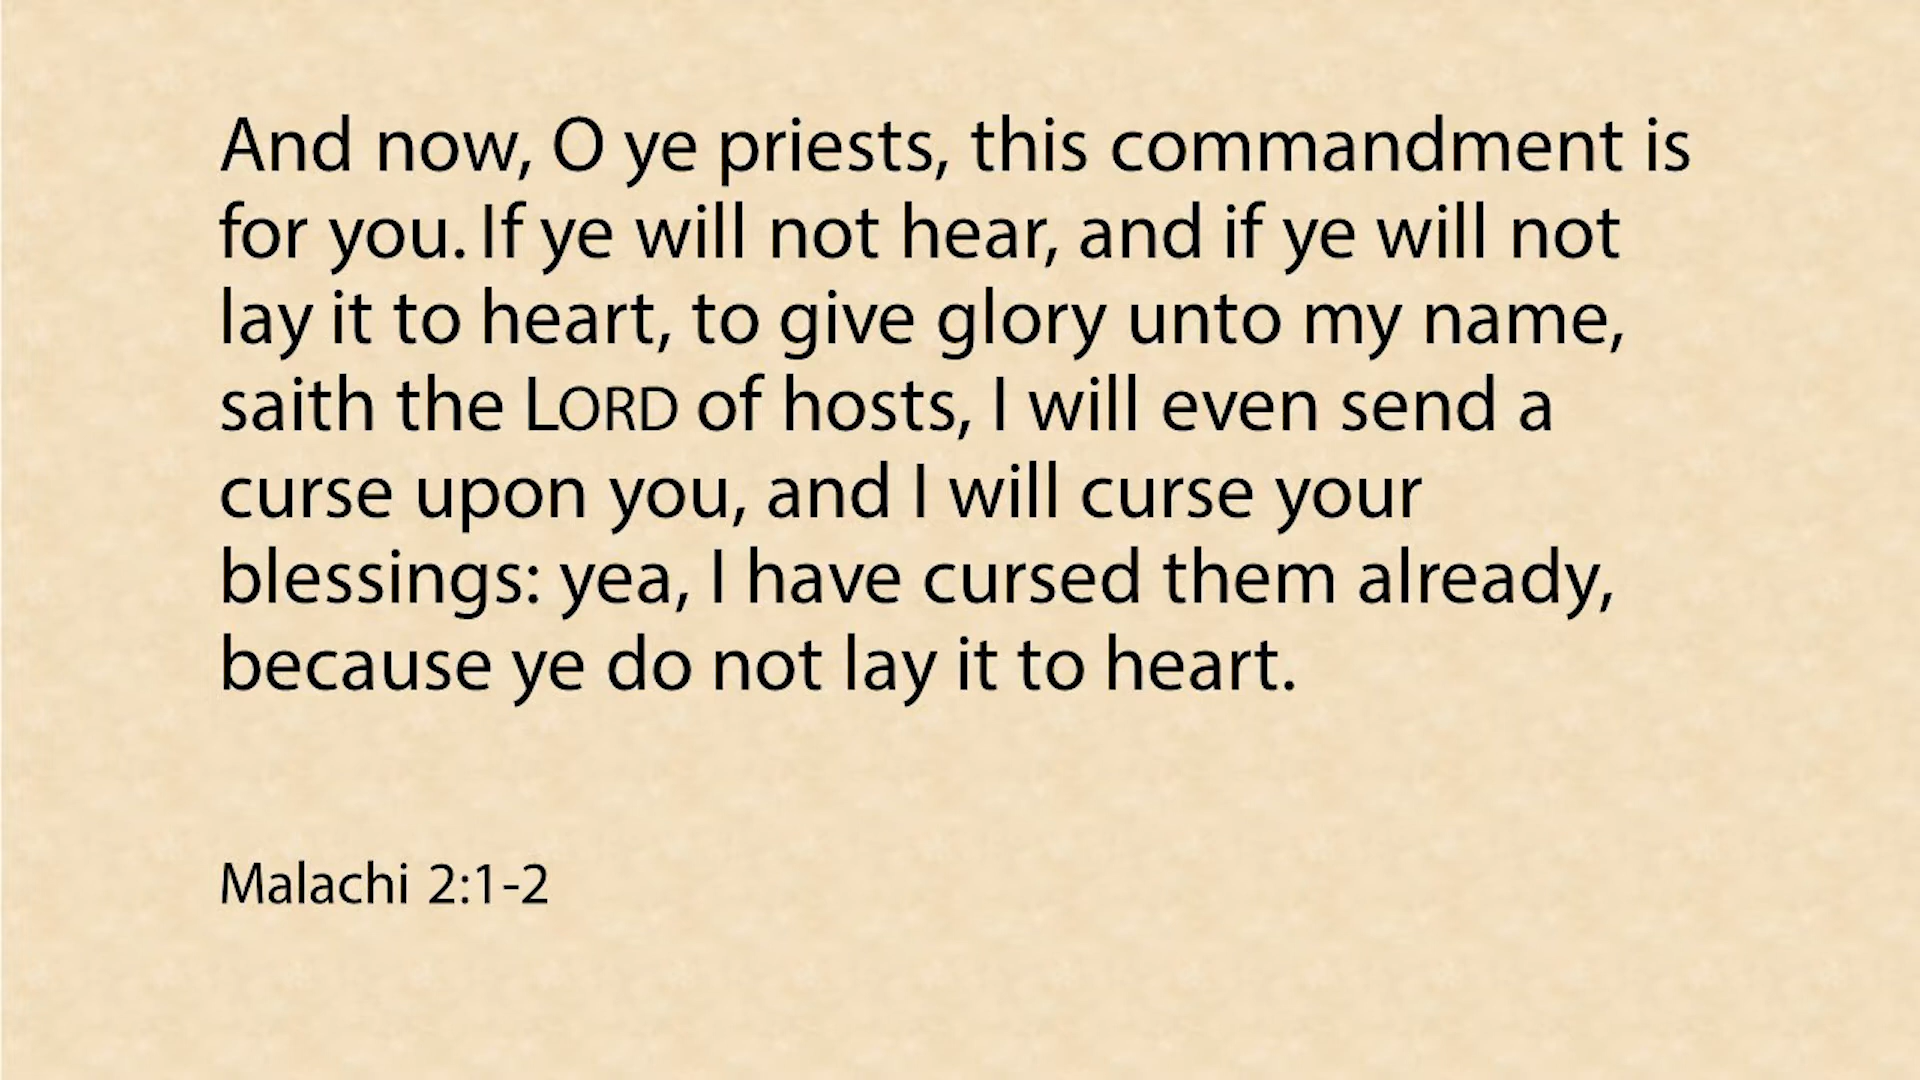 And now, O ye priests, this commandment is
for you. If ye will not hear, and if ye will not
lay it to heart, to give glory unto my name,
saith the LORD of hosts, I will even send a
curse upon you, and I will curse your
blessings: yea, I have cursed them already,
because ye do not lay it to heart.
Malachi 2:1-2